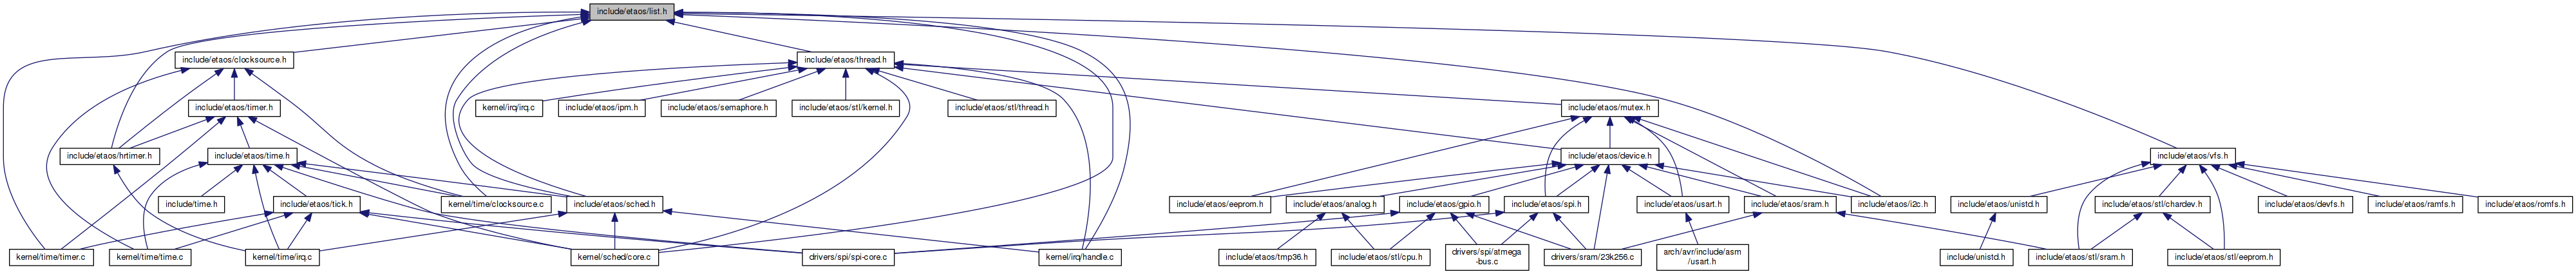 include/etaos/list.h
include/etaos/clocksource.h
include/etaos/thread.h
include/etaos/timer.h
kernel/irq/irq.c
include/etaos/ipm.h
include/etaos/semaphore.h
include/etaos/stl/kernel.h
include/etaos/stl/thread.h
include/etaos/mutex.h
include/etaos/hrtimer.h
include/etaos/time.h
include/etaos/device.h
include/etaos/vfs.h
include/time.h
include/etaos/tick.h
kernel/time/clocksource.c
include/etaos/sched.h
include/etaos/eeprom.h
include/etaos/analog.h
include/etaos/gpio.h
include/etaos/spi.h
include/etaos/usart.h
include/etaos/sram.h
include/etaos/i2c.h
include/etaos/unistd.h
include/etaos/stl/chardev.h
include/etaos/devfs.h
include/etaos/ramfs.h
include/etaos/romfs.h
kernel/time/timer.c
kernel/time/time.c
kernel/time/irq.c
kernel/sched/core.c
drivers/spi/spi-core.c
kernel/irq/handle.c
include/etaos/tmp36.h
include/etaos/stl/cpu.h
drivers/spi/atmega
-bus.c
drivers/sram/23k256.c
arch/avr/include/asm
/usart.h
include/unistd.h
include/etaos/stl/sram.h
include/etaos/stl/eeprom.h